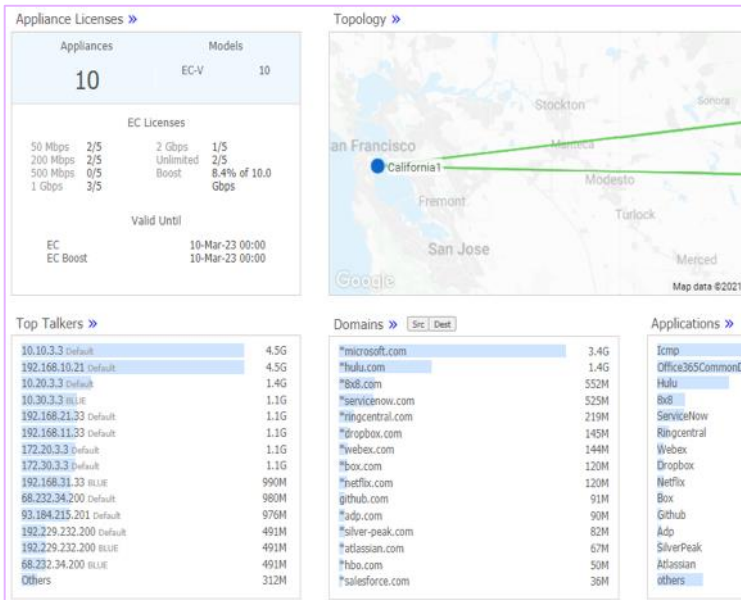 Appliance Licenses »
Appliances Models
10 EC-V 10
EC Licenses
50 Mbps 2/5 2 Gbps 1/5
200 Mbps 2/5 Unlimited 2/5
500 Mbps 0/5 Boost 8.4% of 10.0
1 Gbps 3/5 Gbps
Valid Until
EC 10-Mar-23 00:00
EC Boost 10-Mar-23 00:00
Topology »
Stockton
Sonora
an Francisco
Manteca
California1
Modesto
Fremont
Turlock
San Jose
Merced
Google
Map data ©2021
Top Talkers »
10.10.3.3 Default 4.5G
192.168.10.21 Default 4.5G
10.20.3.3 Default 1.4G
10.30.3.3 BLUE 1.1G
192.168.21.33 Default 1.1G
192.168.11.33 Default 1.1G
172.20.3.3 Default 1.1G
172.30.3.3 Default 1.1G
192.168.31.33 BLUE 990M
68.232.34.200 Default 980M
93.184.215.201 Default 976M
192.229.232.200 Default 491M
192.229.232.200 BLUE 491M
68.232.34.200 BLUE 491M
Others 312M
Domains » Src Dest
*microsoft.com 3.4G
*hulu.com 1.4G
*8x8.com 552M
*servicenow.com 525M
*ringcentral.com 219M
*dropbox.com 145M
*webex.com 144M
*box.com 120M
*netflix.com 120M
github.com 91M
*adp.com 90M
*silver-peak.com 82M
*atlassian.com 67M
*hbo.com 50M
*salesforce.com 36M
Applications »
Icmp
Office365Common
Hulu
8x8
ServiceNow
Ringcentral
Webex
Dropbox
Netflix
Box
Github
Adp
SilverPeak
Atlassian
others